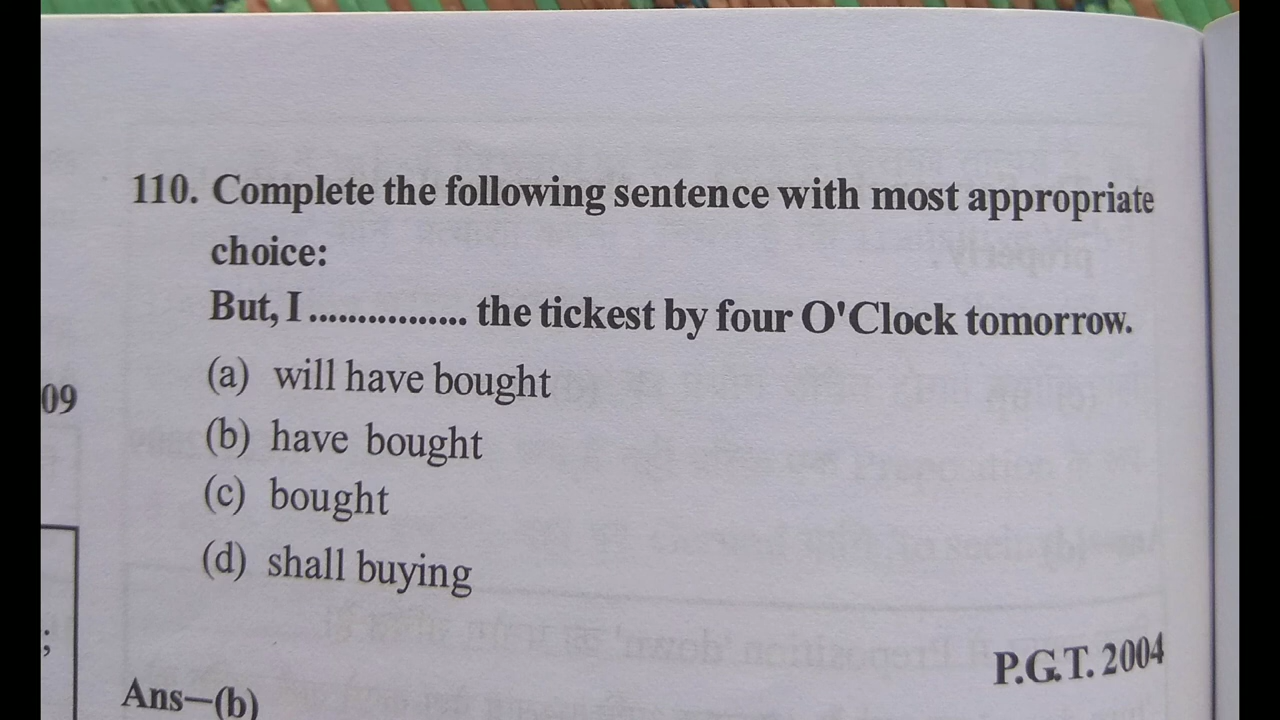 110. Complete the following sentence with most appropriate
choice:
But, I ................ the tickest by four O'Clock tomorrow.
(a) will have bought
09
(b) have bought
(c) bought
(d) shall buying
;
P.G.T. 2004
Ans–(b)